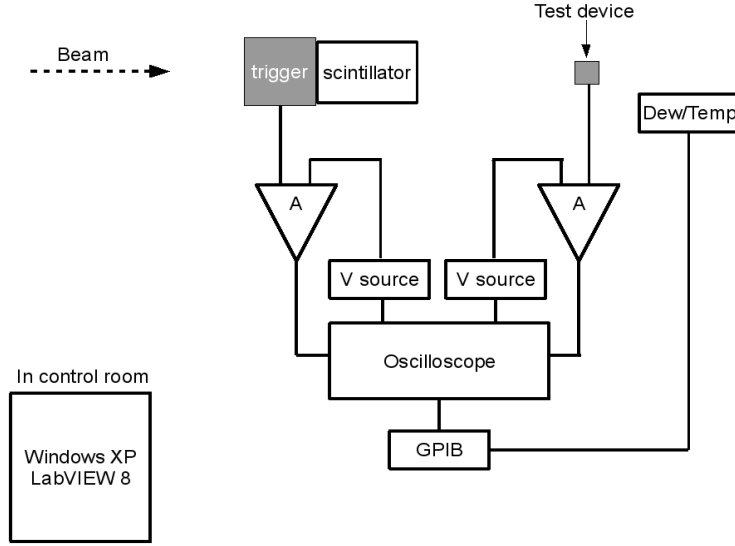 Test device
Beam
trigger
scintillator
Dew/Temp
A
A
V source
V source
Oscilloscope
In control room
GPIB
Windows XP
LabVIEW 8